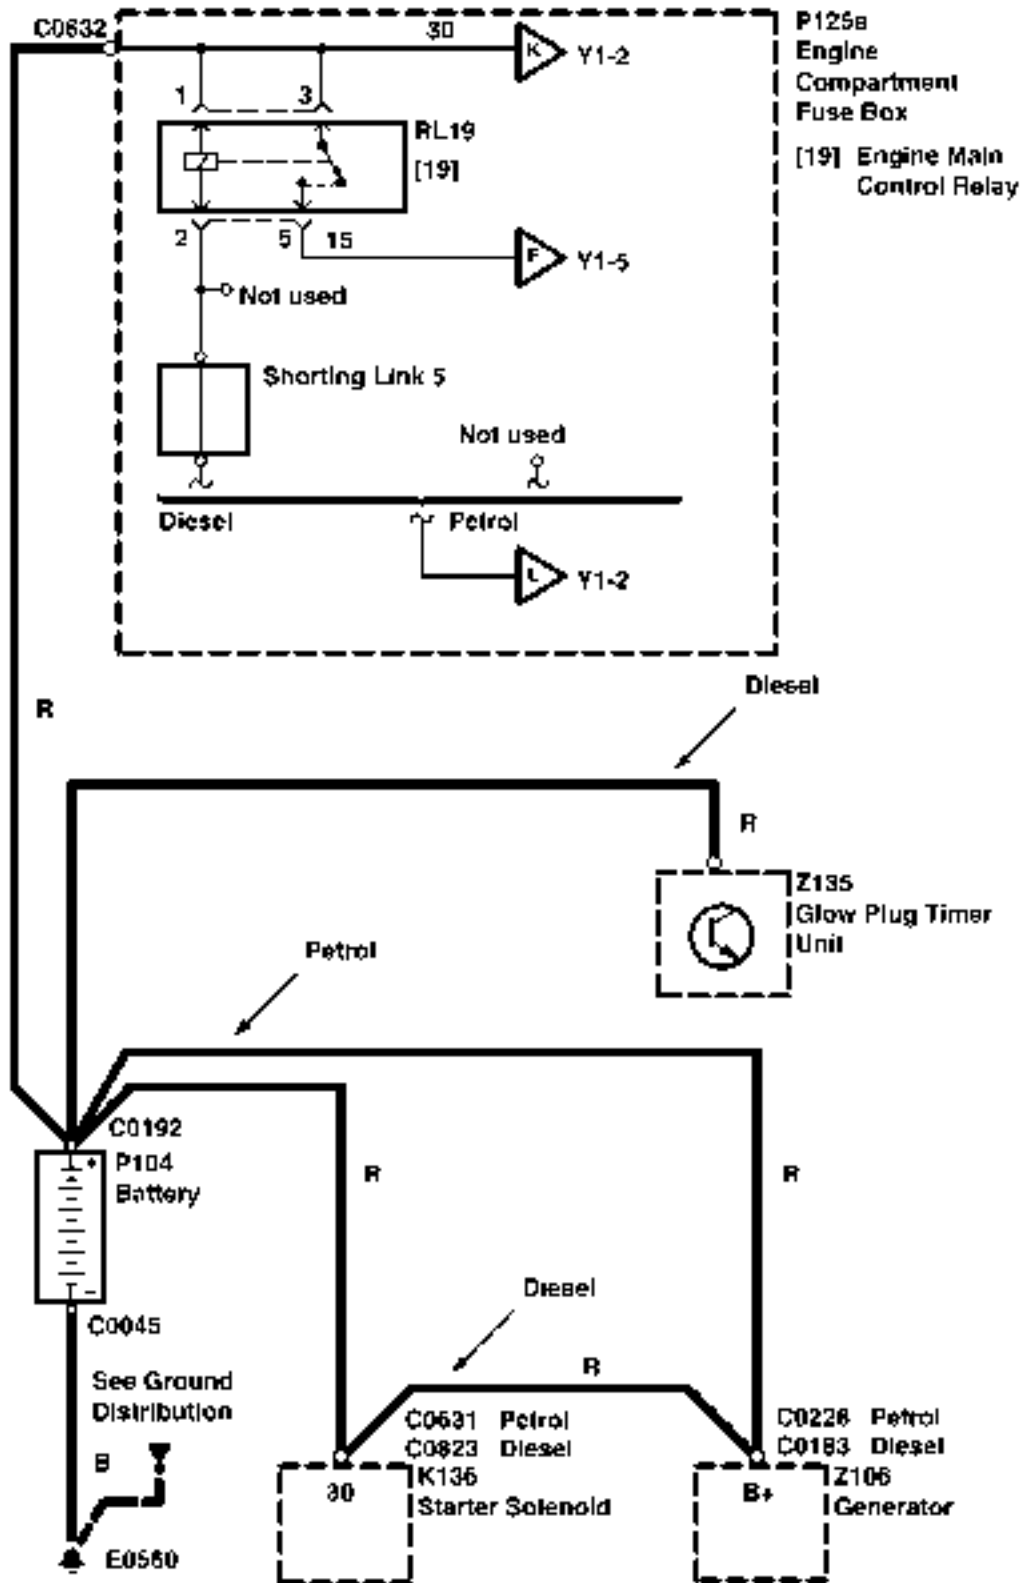 C0632
30
K
Y1-2
P125a
Engine
Compartment
Fuse Box
[19] Engine Main
Control Relay
1
3
RL19
[19]
2
5
15
F
Y1-5
Not used
Shorting Link 5
Not used
Diesel
Petrol
L
Y1-2
R
Diesel
R
Z135
Glow Plug Timer
Unit
Petrol
C0192
+
P104
Battery
-
R
R
C0045
Diesel
See Ground
Distribution
R
B
C0631 Petrol
C0823 Diesel
K136
Starter Solenoid
30
C0226 Petrol
C0183 Diesel
Z106
Generator
B+
E0560